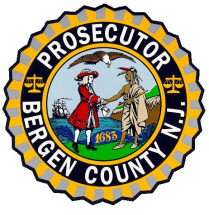 PROSECUTOR
BERGEN COUNTY N.J.
1683